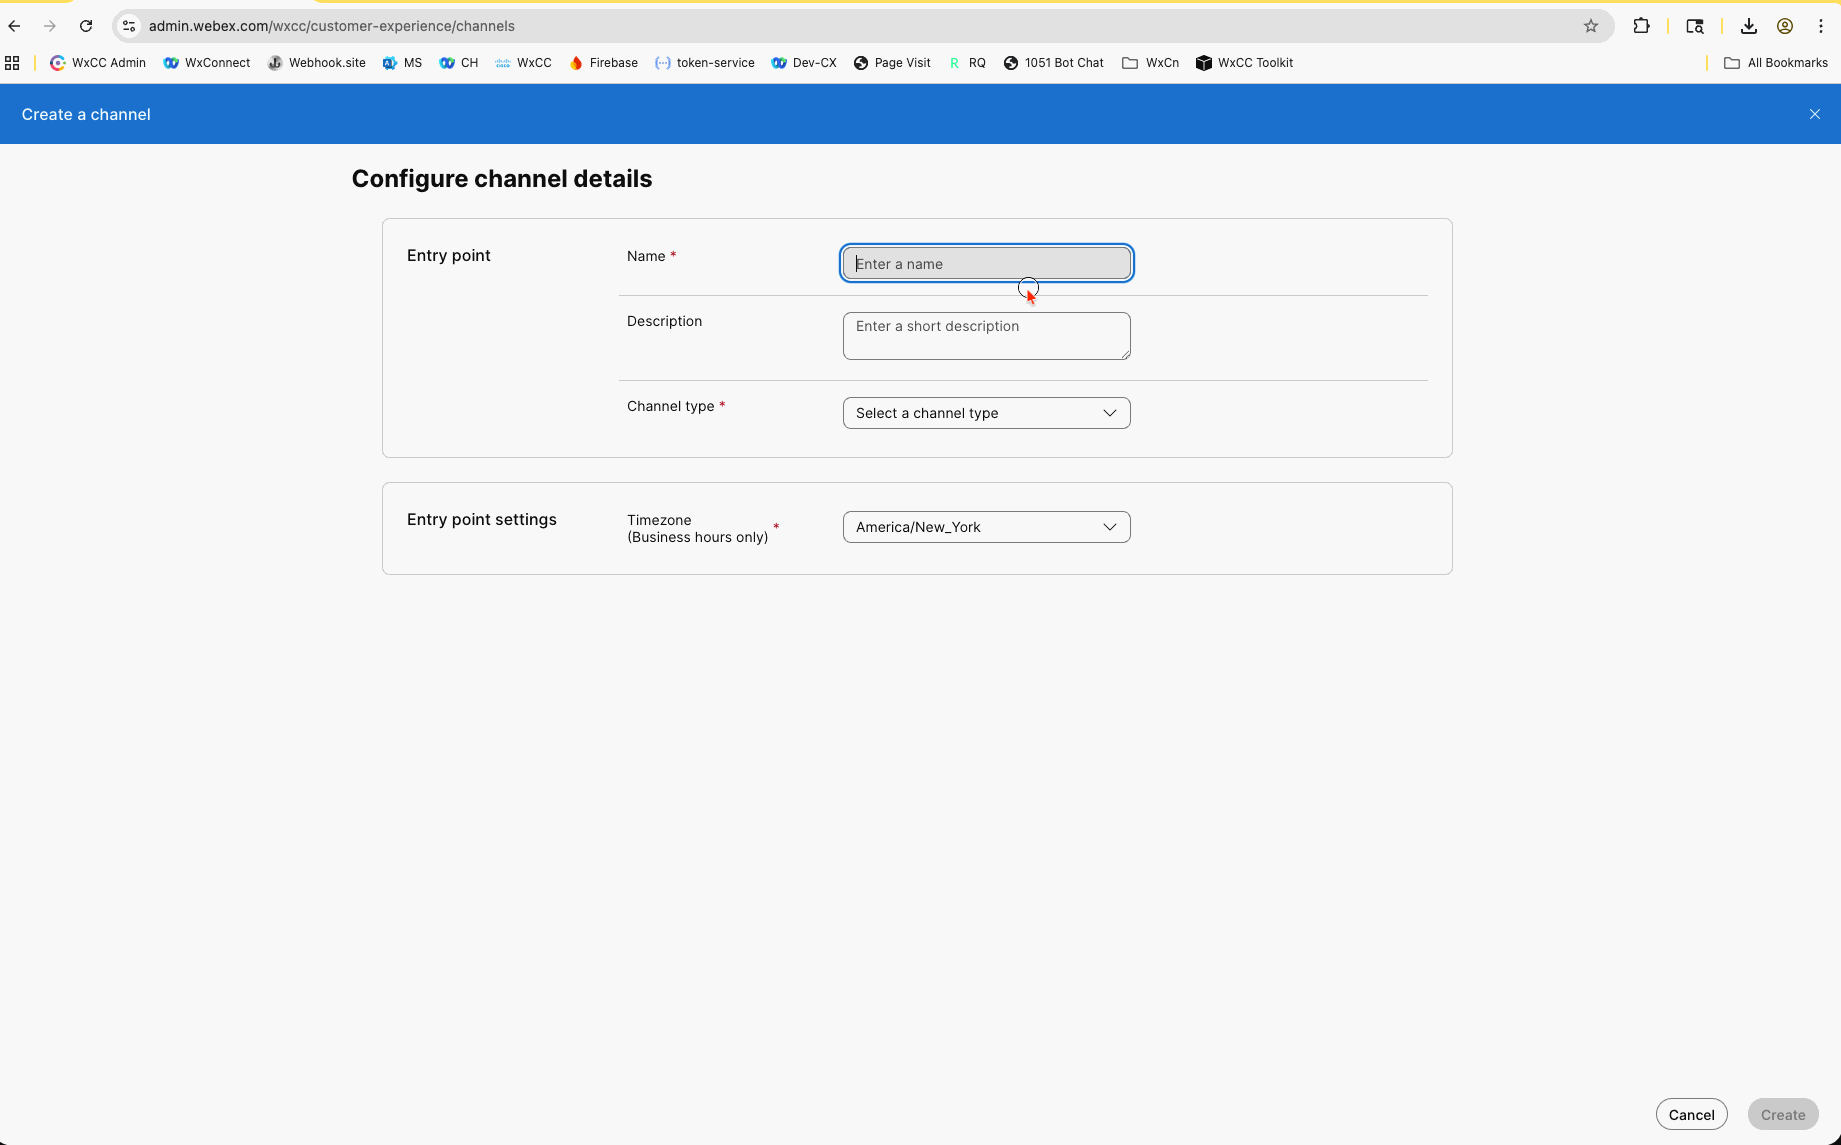 admin.webex.com/wxcc/customer-experience/channels
WxCC Admin WxConnect Webhook.site MS CH WxCC Firebase token-service Dev-CX Page Visit R RQ 1051 Bot Chat WxCn WxCC Toolkit All Bookmarks
Create a channel
Configure channel details
Entry point
Name *
Enter a name
Description
Enter a short description
Channel type *
Select a channel type
Entry point settings
Timezone
(Business hours only) *
America/New_York
Cancel Create